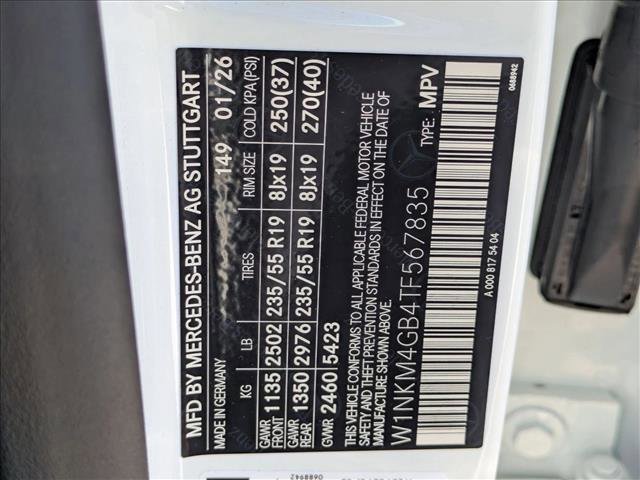 MFD BY MERCEDES-BENZ AG STUTTGART
MADE IN GERMANY 149 01/26
KG LB TIRES RIM SIZE COLD KPA (PSI)
GAWR FRONT 1135 2502 235/55 R19 8Jx19 250(37)
GAWR REAR 1350 2976 235/55 R19 8Jx19 270(40)
GVWR 2460 5423
THIS VEHICLE CONFORMS TO ALL APPLICABLE FEDERAL MOTOR VEHICLE
SAFETY AND THEFT PREVENTION STANDARDS IN EFFECT ON THE DATE OF
MANUFACTURE SHOWN ABOVE.
W1NKM4GB4TF567835 TYPE: MPV
A 000 817 54 04
0688942
0688942